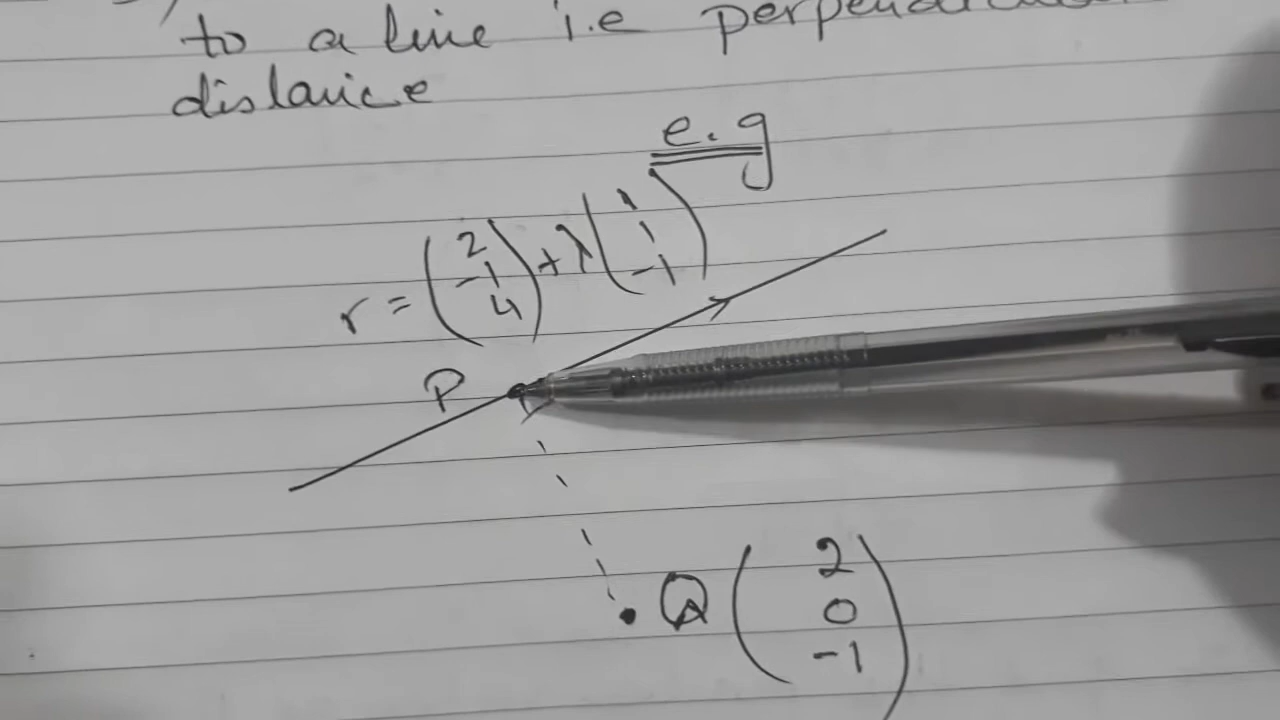 to a line i.e perpendicular
distance
e.g
r = (2 -1 4) + λ(1 1 -1)
P
Q (2 0 -1)